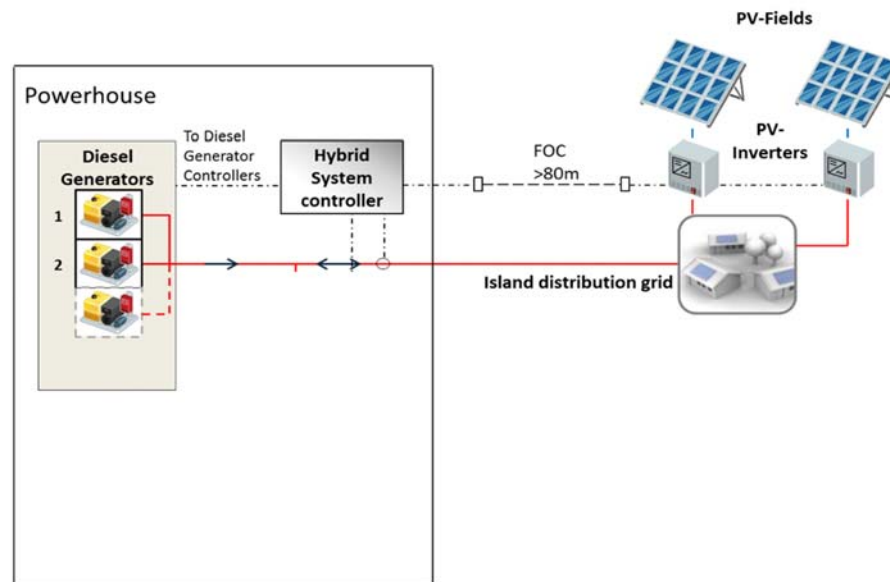 PV-Fields
Powerhouse
To Diesel
Generator
Controllers
Diesel
Generators
Hybrid
System
controller
FOC
>80m
PV-
Inverters
1
2
Island distribution grid